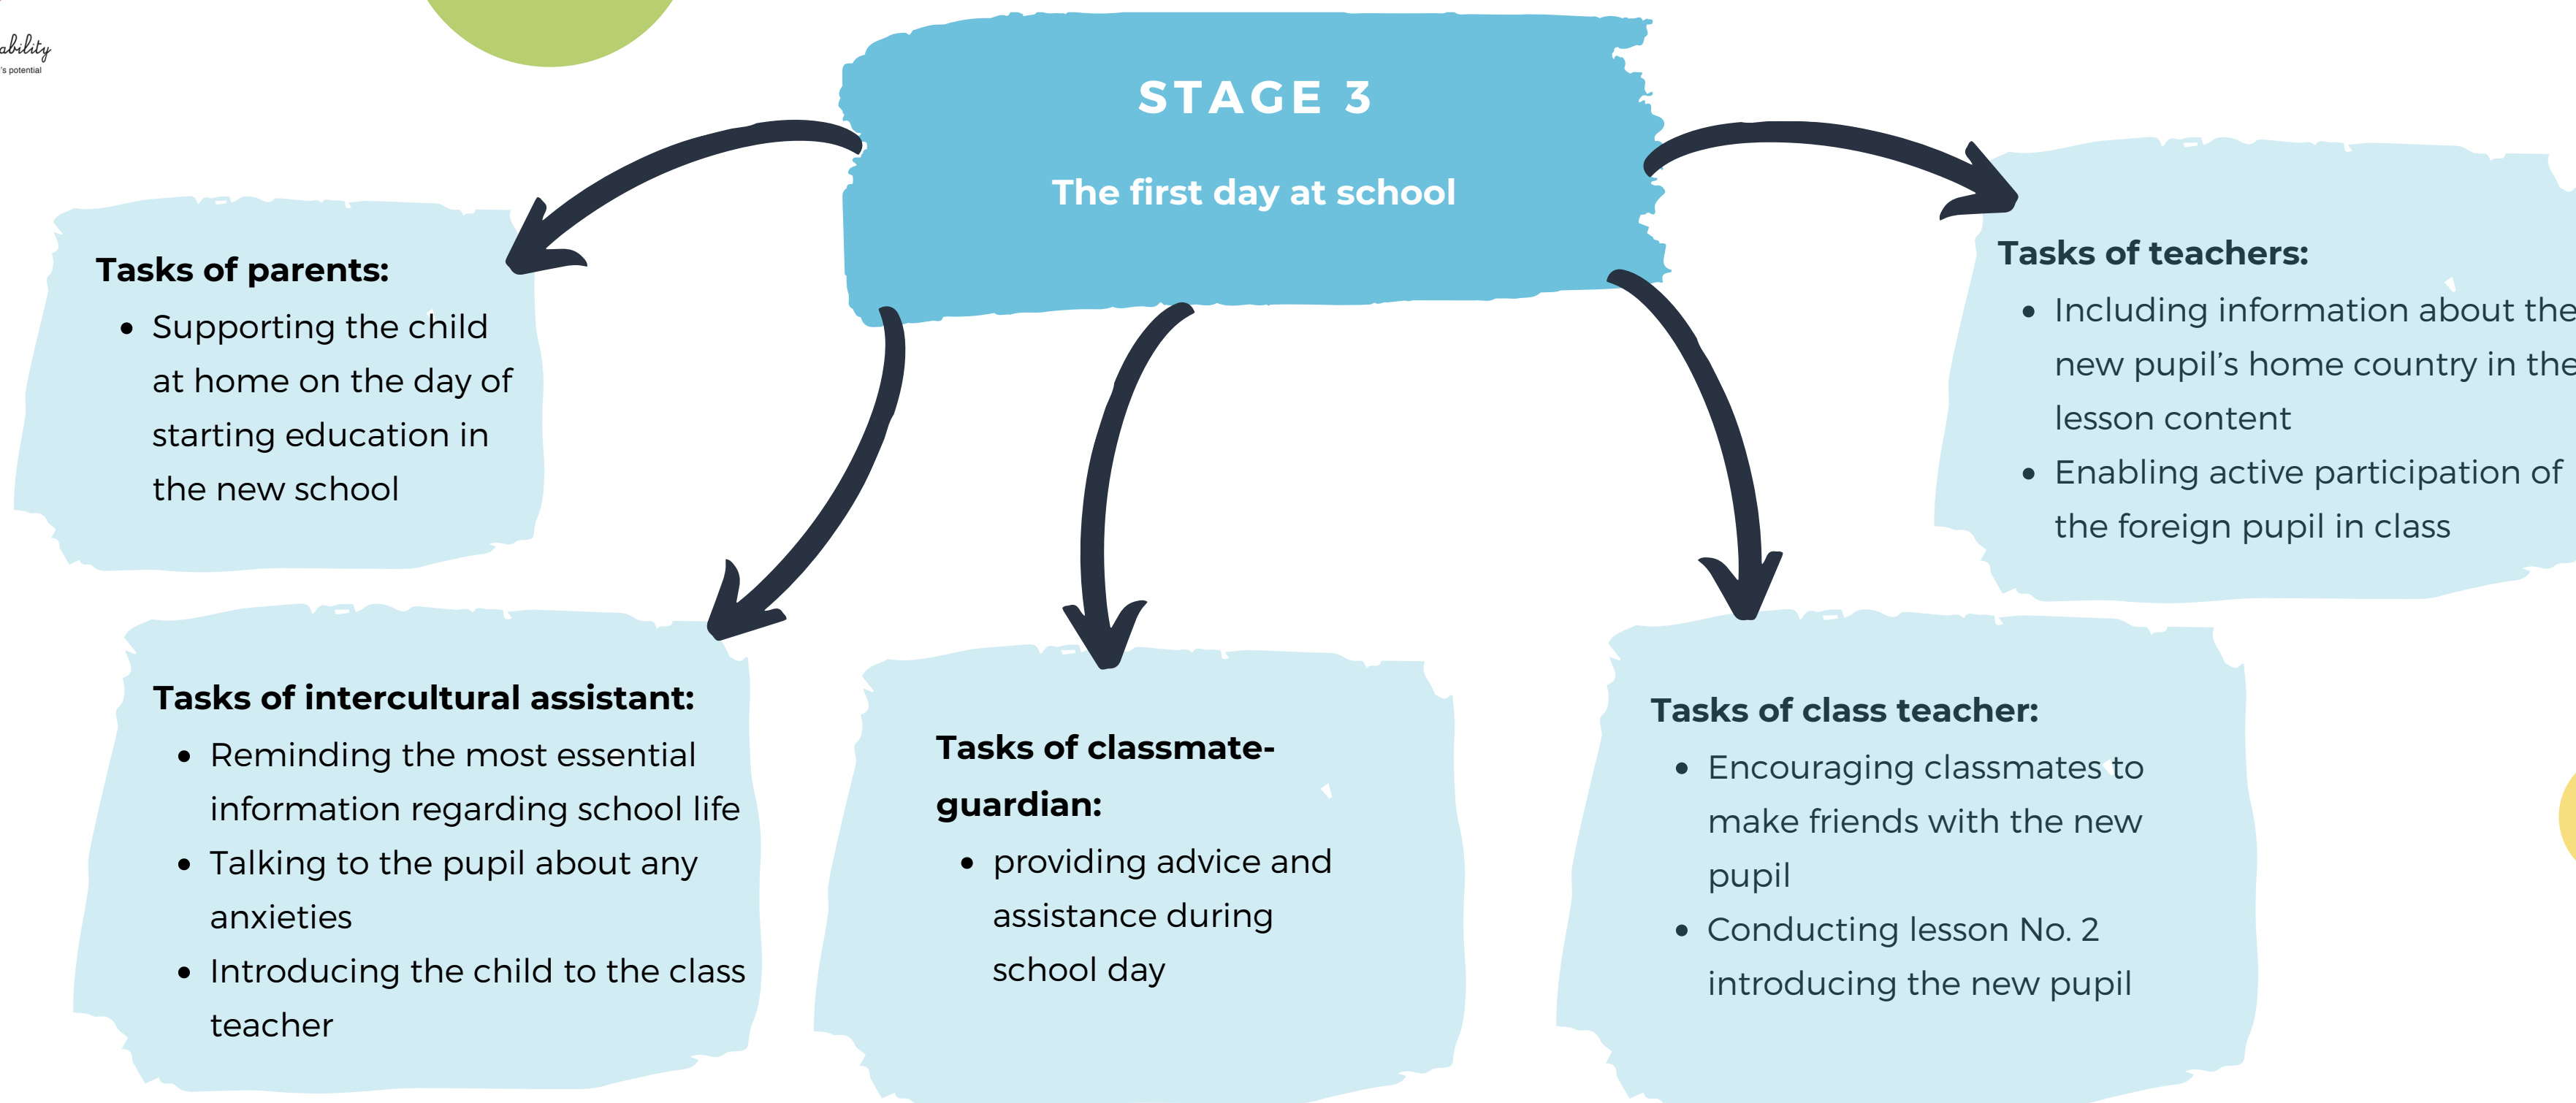 ability
's potential
STAGE 3
The first day at school
Tasks of parents:
• Supporting the child
at home on the day of
starting education in
the new school
Tasks of teachers:
• Including information about the
new pupil’s home country in the
lesson content
• Enabling active participation of
the foreign pupil in class
Tasks of intercultural assistant:
• Reminding the most essential
information regarding school life
• Talking to the pupil about any
anxieties
• Introducing the child to the class
teacher
Tasks of classmate-
guardian:
• providing advice and
assistance during
school day
Tasks of class teacher:
• Encouraging classmates to
make friends with the new
pupil
• Conducting lesson No. 2
introducing the new pupil